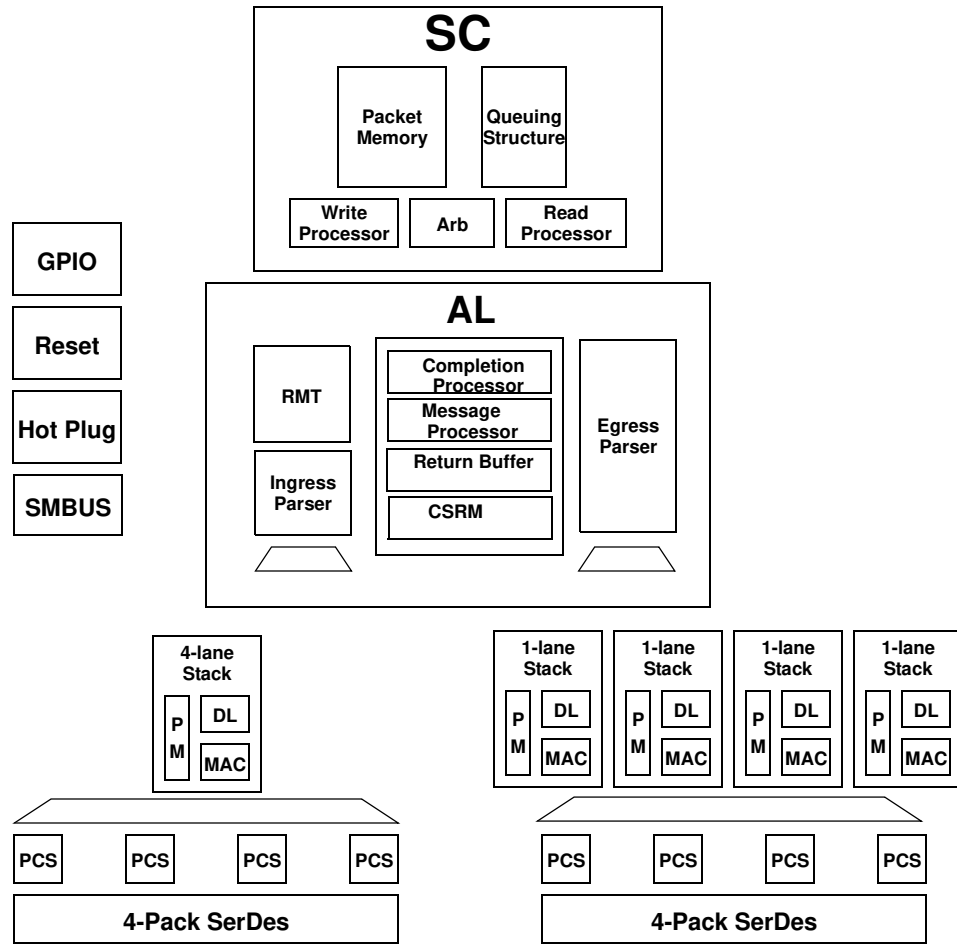 SC
Packet
Memory
Queuing
Structure
Write
Processor
Arb
Read
Processor
GPIO
Reset
Hot Plug
SMBUS
AL
RMT
Ingress
Parser
Completion
Processor
Message
Processor
Return Buffer
CSRM
Egress
Parser
4-lane
Stack
P
M
DL
MAC
1-lane
Stack
P
M
DL
MAC
1-lane
Stack
P
M
DL
MAC
1-lane
Stack
P
M
DL
MAC
1-lane
Stack
P
M
DL
MAC
PCS
PCS
PCS
PCS
4-Pack SerDes
PCS
PCS
PCS
PCS
4-Pack SerDes